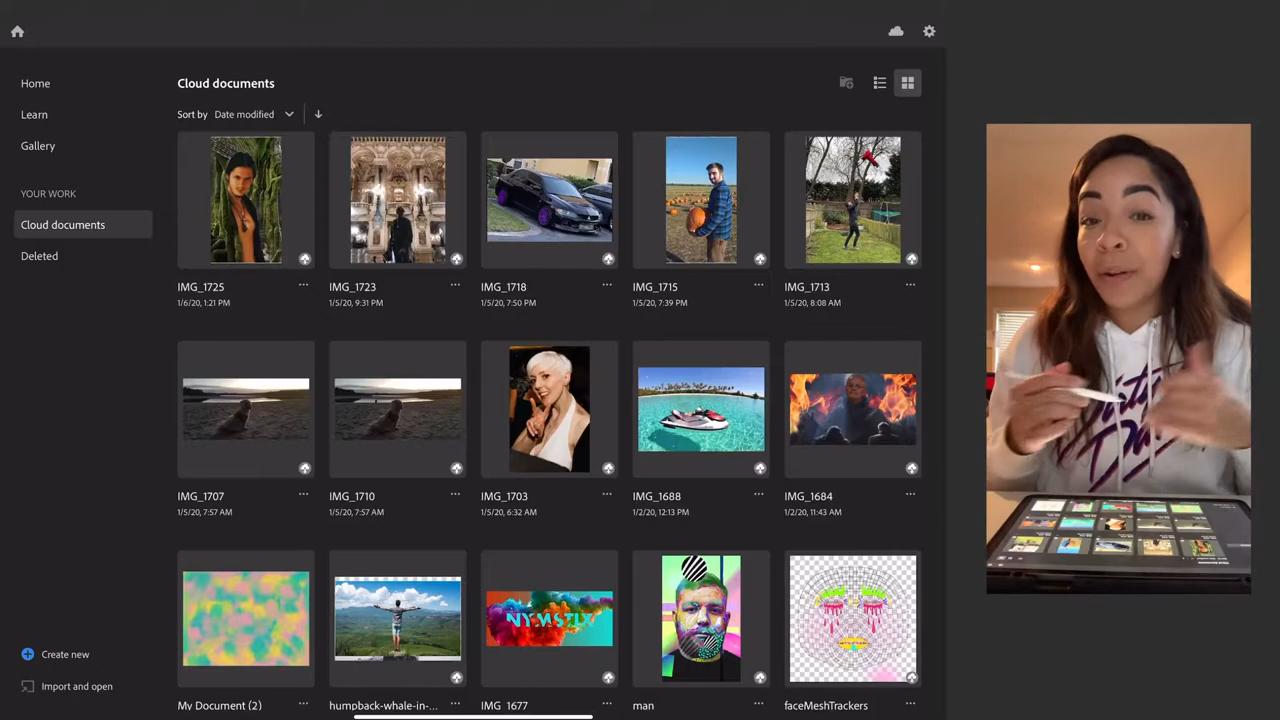 Home
Learn
Gallery
YOUR WORK
Cloud documents
Deleted
Create new
Import and open
Cloud documents
Sort by Date modified
IMG_1725
1/6/20, 1:21 PM
IMG_1723
1/5/20, 9:31 PM
IMG_1718
1/5/20, 7:50 PM
IMG_1715
1/5/20, 7:39 PM
IMG_1713
1/5/20, 8:08 AM
IMG_1707
1/5/20, 7:57 AM
IMG_1710
1/5/20, 7:57 AM
IMG_1703
1/5/20, 6:32 AM
IMG_1688
1/2/20, 12:13 PM
IMG_1684
1/2/20, 11:43 AM
NYMSTLX
My Document (2)
humpback-whale-in-...
IMG_1677
man
faceMeshTrackers